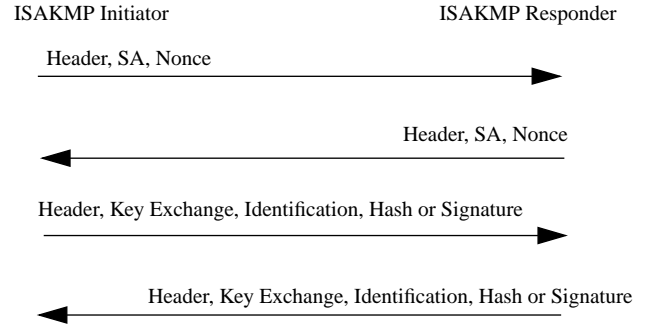 ISAKMP Initiator
ISAKMP Responder
Header, SA, Nonce
Header, SA, Nonce
Header, Key Exchange, Identification, Hash or Signature
Header, Key Exchange, Identification, Hash or Signature